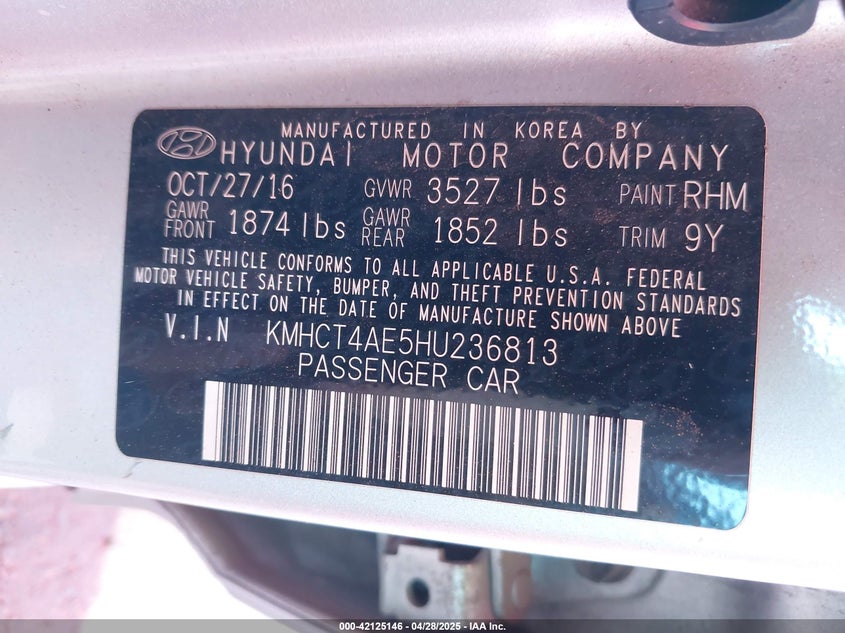 MANUFACTURED IN KOREA BY
HYUNDAI MOTOR COMPANY
OCT/27/16 GVWR 3527 lbs PAINT RHM
GAWR FRONT 1874 lbs GAWR REAR 1852 lbs TRIM 9Y
THIS VEHICLE CONFORMS TO ALL APPLICABLE U.S.A. FEDERAL
MOTOR VEHICLE SAFETY, BUMPER, AND THEFT PREVENTION STANDARDS
IN EFFECT ON THE DATE OF MANUFACTURE SHOWN ABOVE
V.I.N KMHCT4AE5HU236813
PASSENGER CAR
000-42125146 - 04/28/2025 - IAA Inc.